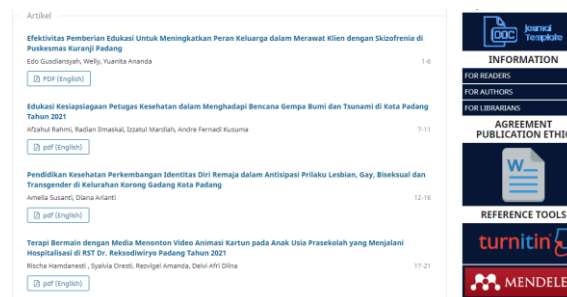 Artikel
Efektivitas Pemberian Edukasi Untuk Meningkatkan Peran Keluarga dalam Merawat Klien dengan Skizofrenia di
Puskesmas Kuranji Padang
Edo Gusdiansyah, Welly, Yuanita Ananda
1-6
PDF (English)
Edukasi Kesiapsiagaan Petugas Kesehatan dalam Menghadapi Bencana Gempa Bumi dan Tsunami di Kota Padang
Tahun 2021
Afzahul Rahmi, Radian Ilmaskal, Izzatul Mardiah, Andre Fernadi Kusuma
7-11
pdf (English)
Pendidikan Kesehatan Perkembangan Identitas Diri Remaja dalam Antisipasi Prilaku Lesbian, Gay, Biseksual dan
Transgender di Kelurahan Korong Gadang Kota Padang
Amelia Susanti, Diana Arianti
12-16
pdf (English)
Terapi Bermain dengan Media Menonton Video Animasi Kartun pada Anak Usia Prasekolah yang Menjalani
Hospitalisasi di RST Dr. Reksodiwiryo Padang Tahun 2021
Rischa Hamdanesti , Syalvia Oresti, Rezvigel Amanda, Delvi Afri Dilna
17-21
pdf (English)
DOC
Journal
Template
INFORMATION
FOR READERS
FOR AUTHORS
FOR LIBRARIANS
AGREEMENT
PUBLICATION ETHIC
W
REFERENCE TOOLS
turnitin
MENDELE